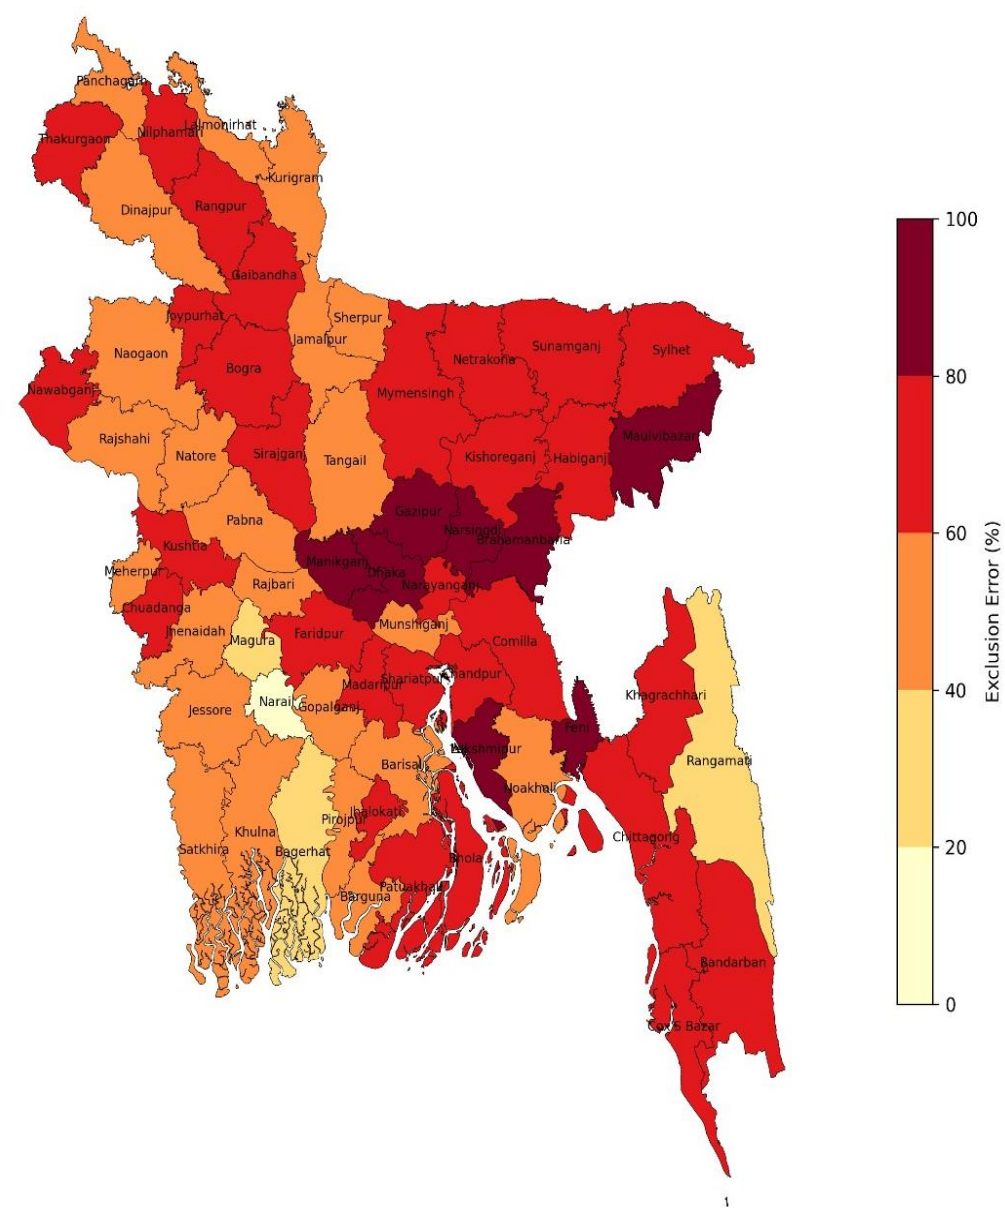 Panchagarh
Lalmonirhat
Nilphamari
Thakurgaon
Kurigram
Rangpur
Dinajpur
Gaibandha
Joypurhat
Sherpur
Jamalpur
Naogaon
Bogra
Netrakona
Sunamganj
Sylhet
Nawabganj
Mymensingh
Rajshahi
Natore
Sirajganj
Tangail
Kishoreganj
Habiganj
Maulvibazar
Pabna
Gazipur
Narsingdi
Brahamanbaria
Kushtia
Manikganj
Dhaka
Meherpur
Rajbari
Narayanganj
Chuadanga
Jhenaidah
Magura
Faridpur
Munshiganj
Comilla
Narail
Gopalganj
Madaripur
Shariatpur
Chandpur
Khagrachhari
Jessore
Feni
Lakshmipur
Barisal
Rangamati
Noakhali
Jhalokati
Pirojpur
Khulna
Satkhira
Bagerhat
Chittagong
Bhola
Patuakhali
Barguna
Bandarban
Cox'S Bazar
100
80
60
40
20
0
Exclusion Error (%)